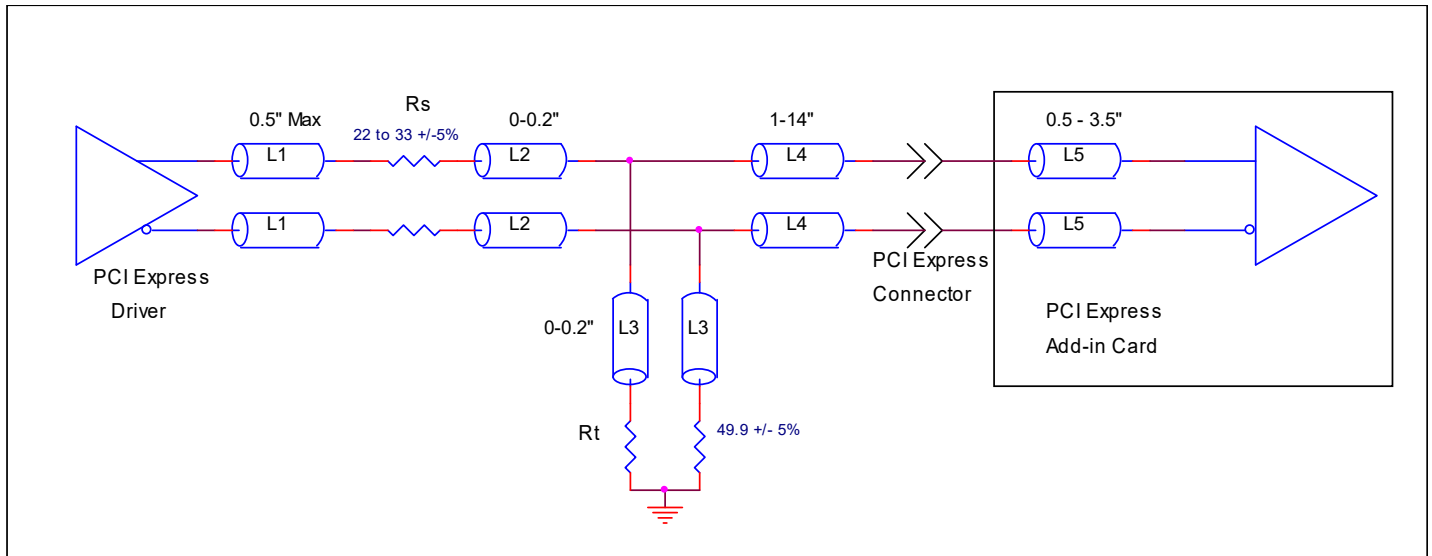 Rs
0.5" Max
22 to 33 +/-5%
0-0.2"
1-14"
0.5 - 3.5"
L1
L2
L4
L5
L1
L2
L4
L5
PCI Express
Driver
PCI Express
Connector
PCI Express
Add-in Card
0-0.2"
L3
L3
Rt
49.9 +/- 5%